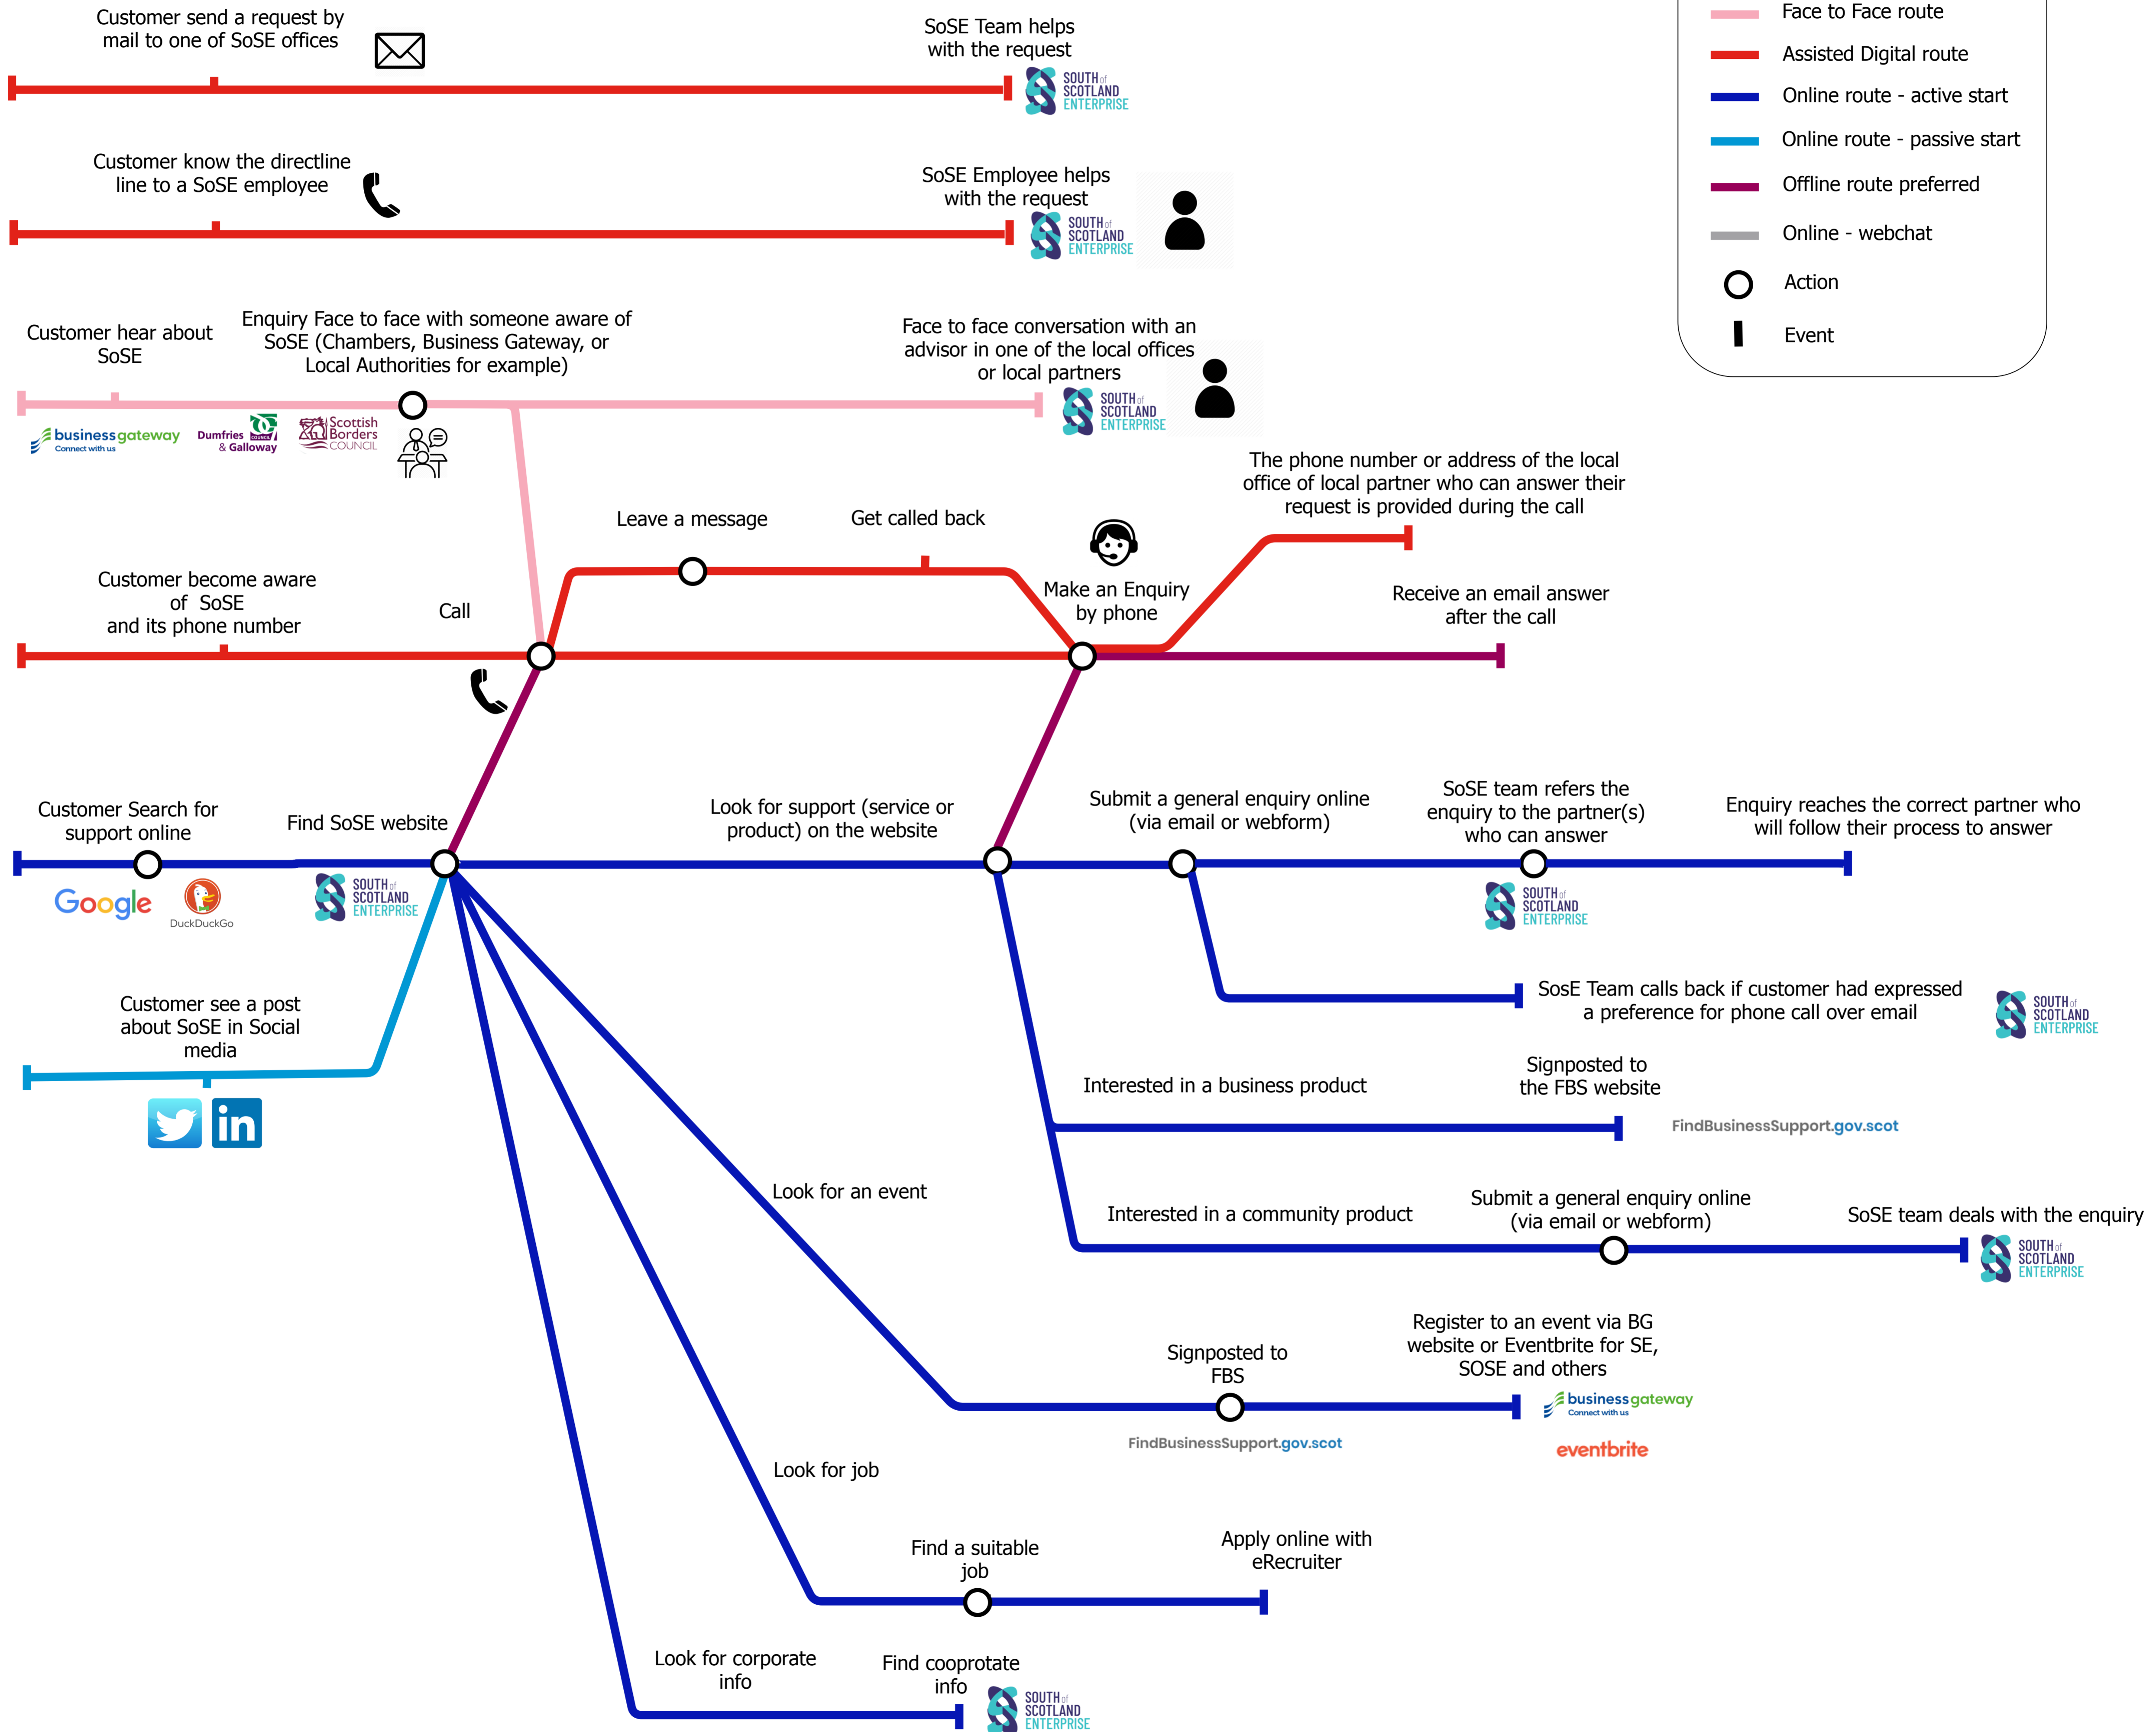 Customer send a request by
mail to one of SoSE offices
SoSE Team helps
with the request
SOUTH of
SCOTLAND
ENTERPRISE
Face to Face route
Assisted Digital route
Online route - active start
Online route - passive start
Offline route preferred
Online - webchat
Action
Event
Customer know the directline
line to a SoSE employee
SoSE Employee helps
with the request
SOUTH of
SCOTLAND
ENTERPRISE
Customer hear about
SoSE
Enquiry Face to face with someone aware of
SoSE (Chambers, Business Gateway, or
Local Authorities for example)
Face to face conversation with an
advisor in one of the local offices
or local partners
SOUTH of
SCOTLAND
ENTERPRISE
businessgateway
Connect with us
Dumfries
COUNCIL
& Galloway
Scottish
Borders
COUNCIL
The phone number or address of the local
office of local partner who can answer their
request is provided during the call
Leave a message
Get called back
Customer become aware
of SoSE
and its phone number
Call
Make an Enquiry
by phone
Receive an email answer
after the call
Customer Search for
support online
Find SoSE website
Look for support (service or
product) on the website
Submit a general enquiry online
(via email or webform)
SoSE team refers the
enquiry to the partner(s)
who can answer
Enquiry reaches the correct partner who
will follow their process to answer
Google
DuckDuckGo
SOUTH of
SCOTLAND
ENTERPRISE
SOUTH of
SCOTLAND
ENTERPRISE
Customer see a post
about SoSE in Social
media
in
SosE Team calls back if customer had expressed
a preference for phone call over email
SOUTH of
SCOTLAND
ENTERPRISE
Interested in a business product
Signposted to
the FBS website
FindBusinessSupport.gov.scot
Look for an event
Interested in a community product
Submit a general enquiry online
(via email or webform)
SoSE team deals with the enquiry
SOUTH of
SCOTLAND
ENTERPRISE
Signposted to
FBS
FindBusinessSupport.gov.scot
Register to an event via BG
website or Eventbrite for SE,
SOSE and others
businessgateway
Connect with us
eventbrite
Look for job
Find a suitable
job
Apply online with
eRecruiter
Look for corporate
info
Find cooprotate
info
SOUTH of
SCOTLAND
ENTERPRISE